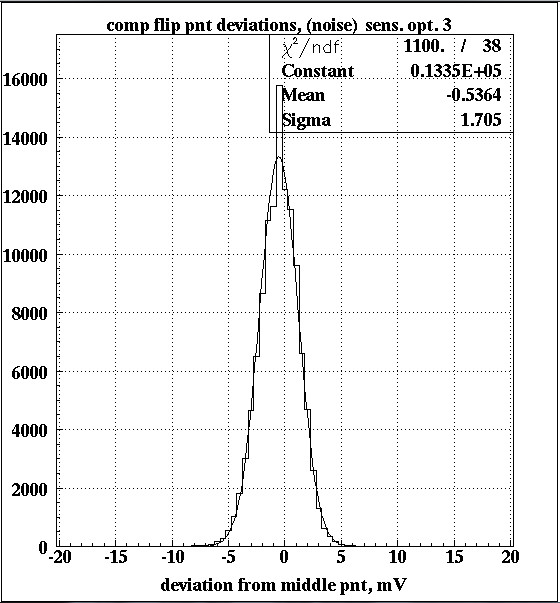 comp flip pnt deviations, (noise) sens. opt. 3
χ²/ndf 1100. / 38
Constant 0.1335E+05
Mean -0.5364
Sigma 1.705
16000
14000
12000
10000
8000
6000
4000
2000
0
-20 -15 -10 -5 0 5 10 15 20
deviation from middle pnt, mV